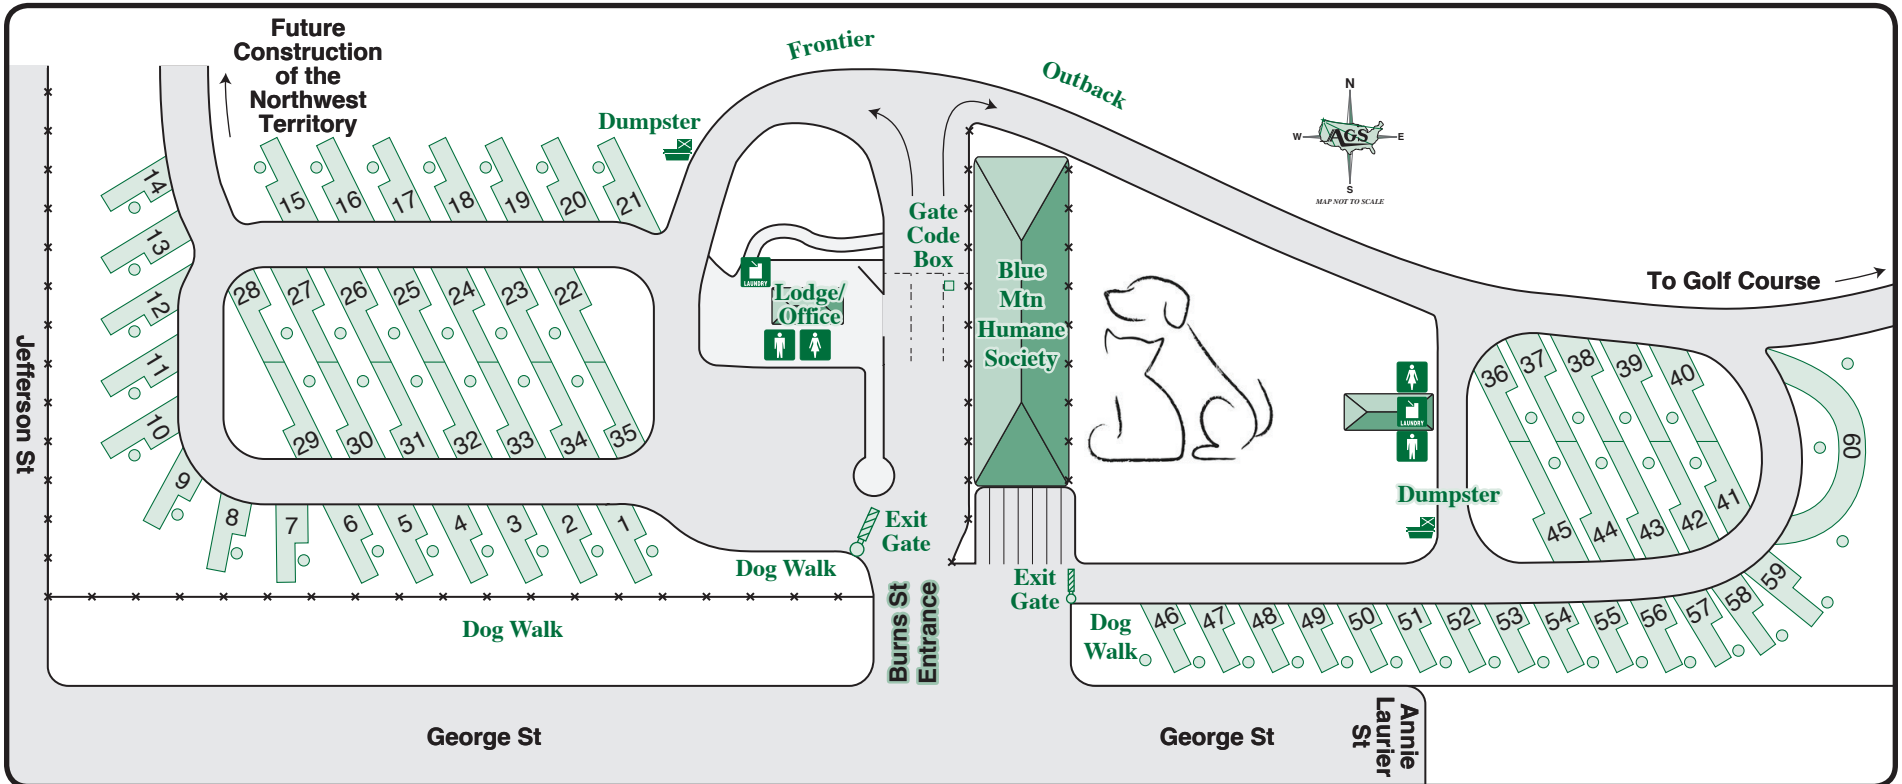 Future
Construction
of the
Northwest
Territory
Frontier
Outback
Dumpster
N
W
AGS
E
S
MAP NOT TO SCALE
14
15
16
17
18
19
20
21
13
Gate
Code
Box
To Golf Course
LAUNDRY
Lodge/
Office
Blue
Mtn
Humane
Society
12
28
27
26
25
24
23
22
11
Jefferson St
10
29
30
31
32
33
34
35
36
37
38
39
40
LAUNDRY
60
9
Dumpster
45
44
43
42
41
8
7
6
5
4
3
2
1
Exit
Gate
Dog Walk
Exit
Gate
59
58
57
56
55
54
53
52
51
50
49
48
47
46
Dog
Walk
Dog Walk
Burns St
Entrance
George St
George St
Annie
Laurier
St